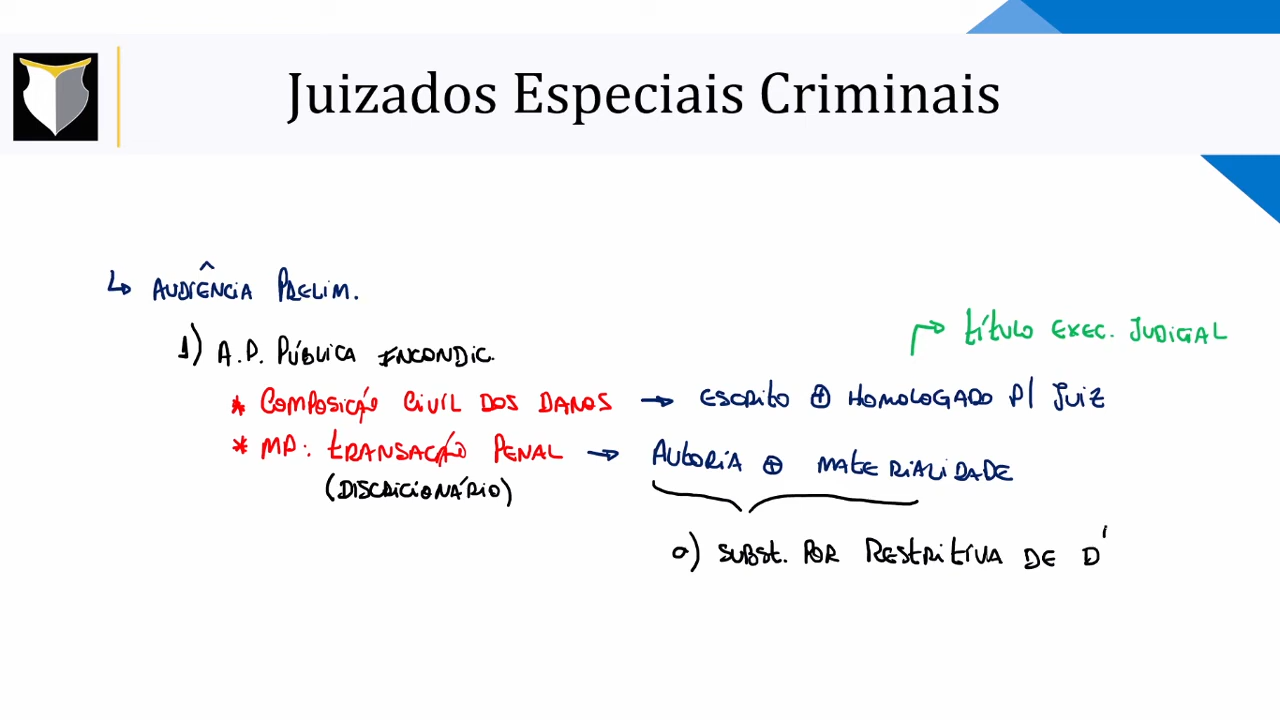 Juizados Especiais Criminais
↳ AUDIÊNCIA PRELIM.
1) A.P. PÚBLICA INCONDIC.
TÍTULO EXEC. JUDICIAL
* COMPOSIÇÃO CIVIL DOS DANOS → ESCRITO ⊕ HOMOLOGADO P/ JUIZ
* MP: TRANSAÇÃO PENAL → AUTORIA ⊕ MATERIALIDADE
(DISCRICIONÁRIO)
a) SUBST. POR RESTRITIVA DE D'